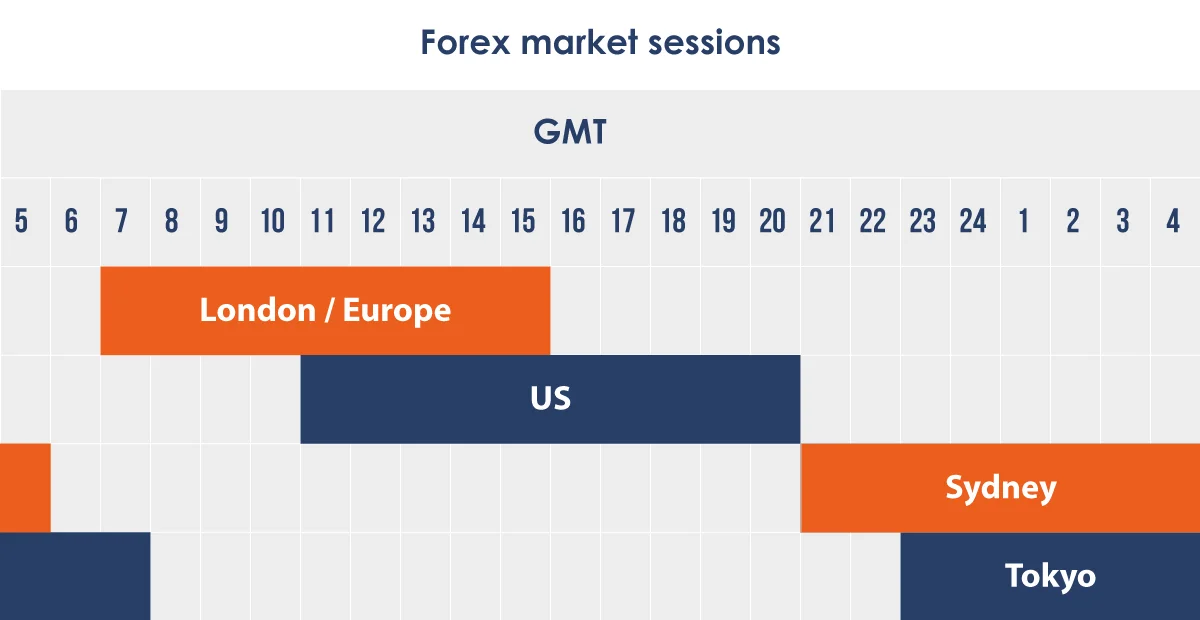 Forex market sessions
GMT
5 6 7 8 9 10 11 12 13 14 15 16 17 18 19 20 21 22 23 24 1 2 3 4
London / Europe
US
Sydney
Tokyo